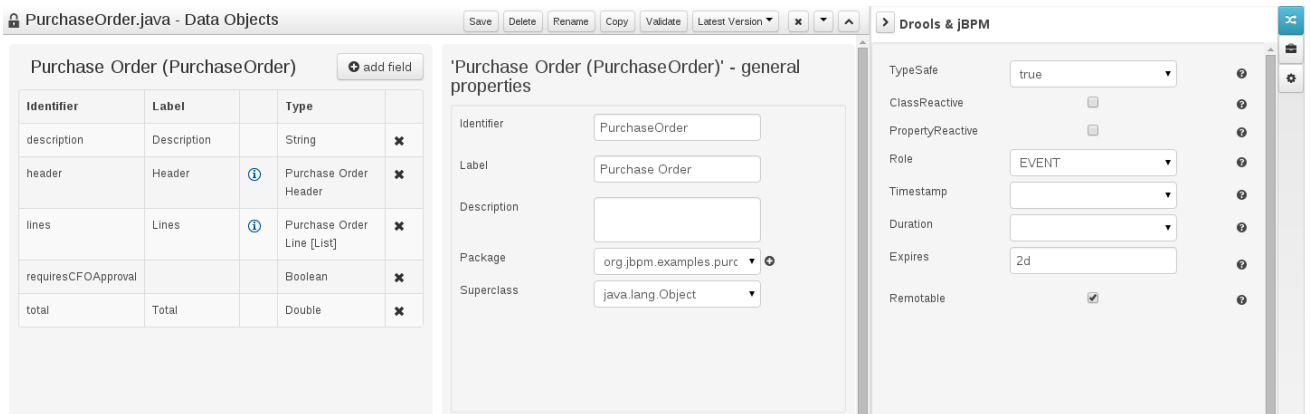 PurchaseOrder.java - Data Objects
Save Delete Rename Copy Validate Latest Version
Purchase Order (PurchaseOrder)
add field
Identifier Label Type
description Description String
header Header Purchase Order
Header
lines Lines Purchase Order
Line [List]
requiresCFOApproval Boolean
total Total Double
'Purchase Order (PurchaseOrder)' - general
properties
Identifier PurchaseOrder
Label Purchase Order
Description
Package org.jbpm.examples.purc
Superclass java.lang.Object
Drools & jBPM
TypeSafe true
ClassReactive
PropertyReactive
Role EVENT
Timestamp
Duration
Expires 2d
Remotable